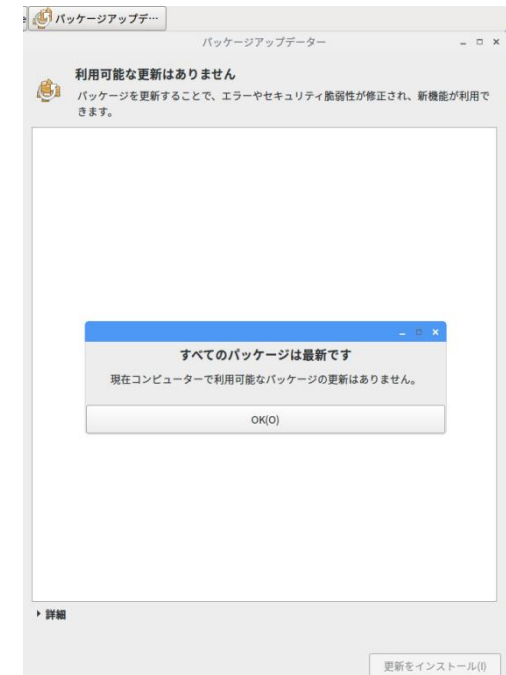 パッケージアップデ…
パッケージアップデーター
利用可能な更新はありません
パッケージを更新することで、エラーやセキュリティ脆弱性が修正され、新機能が利用で
きます。
すべてのパッケージは最新です
現在コンピューターで利用可能なパッケージの更新はありません。
OK(O)
詳細
更新をインストール(I)